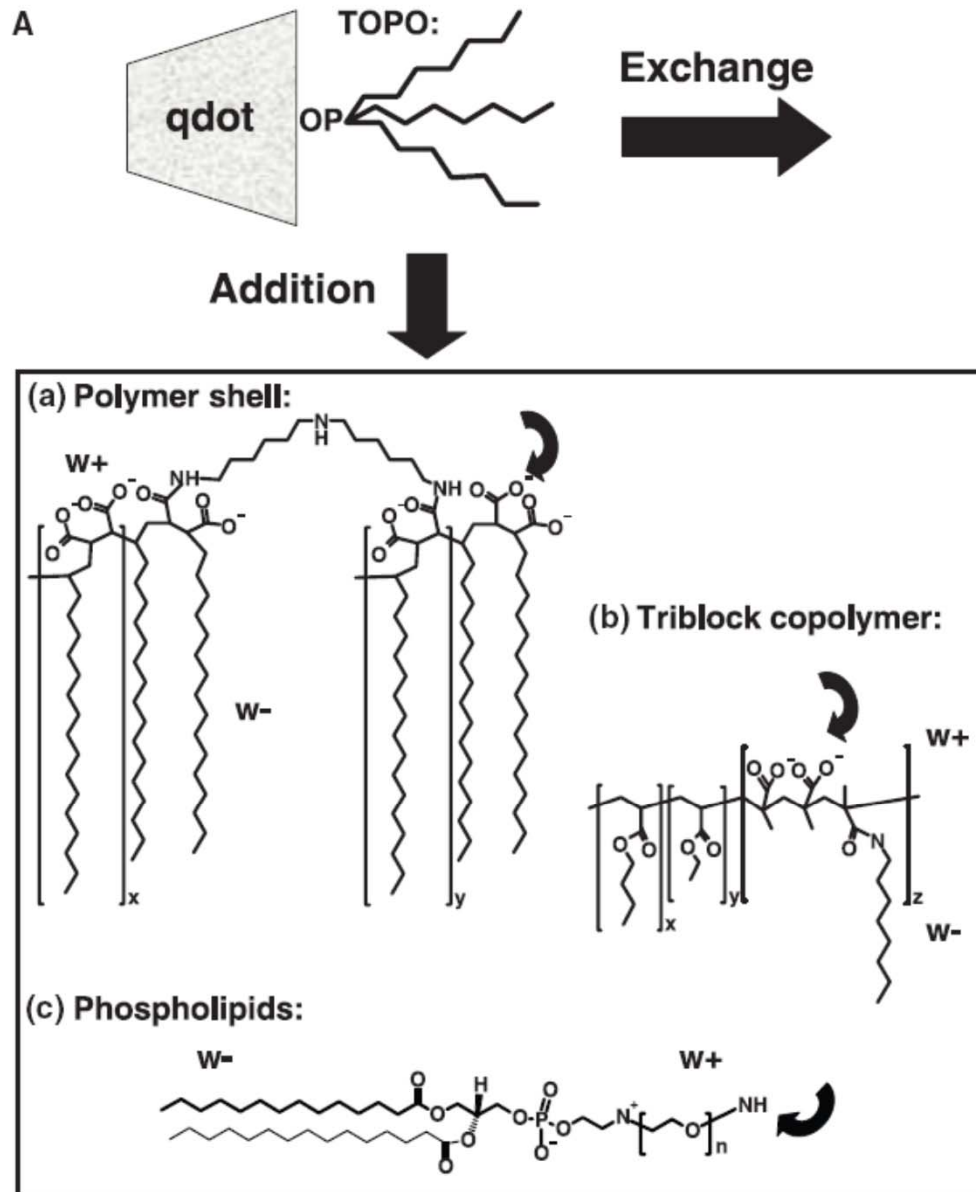 A
TOPO:
qdot
OP
Exchange
Addition
(a) Polymer shell:
w+
O
O⁻
⁻O
O
O⁻
O
NH
N
H
NH
O
O⁻
O
O⁻
⁻O
O
O
O⁻
O
O⁻
x
w-
y
(b) Triblock copolymer:
w+
O
O⁻
O
O⁻
O
O
O
O
O
N
x
y
z
w-
(c) Phospholipids:
w-
w+
O
O
H
O
O
O
P
O⁻
O
N⁺
O
n
NH
O